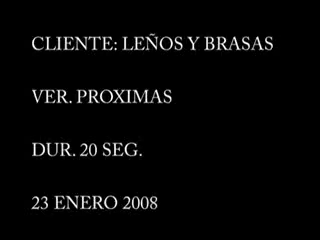 CLIENTE: LEÑOS Y BRASAS
VER. PROXIMAS
DUR. 20 SEG.
23 ENERO 2008